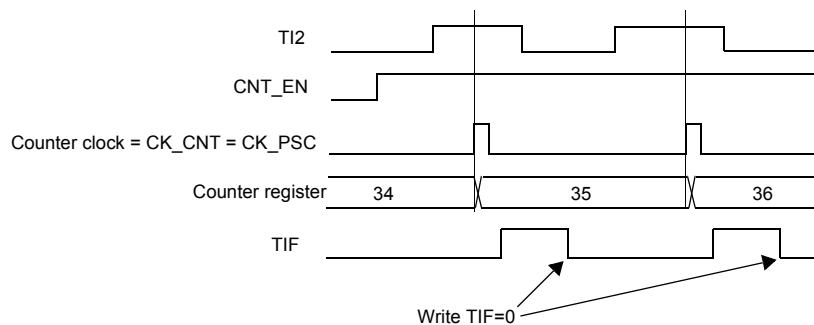 TI2
CNT_EN
Counter clock = CK_CNT = CK_PSC
Counter register 34 35 36
TIF
Write TIF=0